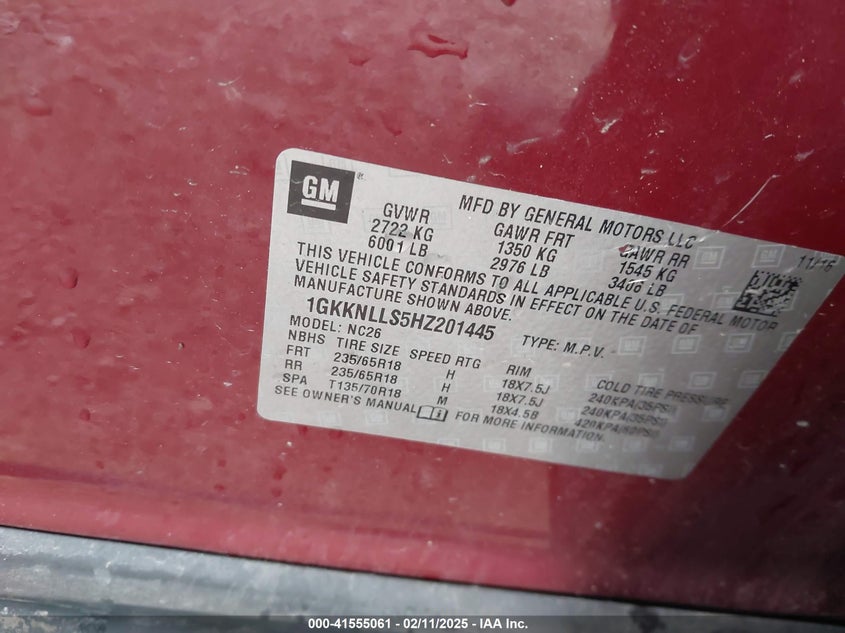 GM ®
MFD BY GENERAL MOTORS LLC
11/16
GVWR GAWR FRT GAWR RR
2722 KG 1350 KG 1545 KG
6001 LB 2976 LB 3406 LB
THIS VEHICLE CONFORMS TO ALL APPLICABLE U.S. FEDERAL MOTOR
VEHICLE SAFETY STANDARDS IN EFFECT ON THE DATE OF
MANUFACTURE SHOWN ABOVE.
1GKKNLLS5HZ201445 TYPE: M.P.V.
MODEL: NC26
NBHS TIRE SIZE SPEED RTG RIM COLD TIRE PRESSURE
FRT 235/65R18 H 18X7.5J 240KPA/35PSI
RR 235/65R18 H 18X7.5J 240KPA/35PSI
SPA T135/70R18 M 18X4.5B 420KPA/60PSI
SEE OWNER'S MANUAL FOR MORE INFORMATION.
000-41555061 - 02/11/2025 - IAA Inc.